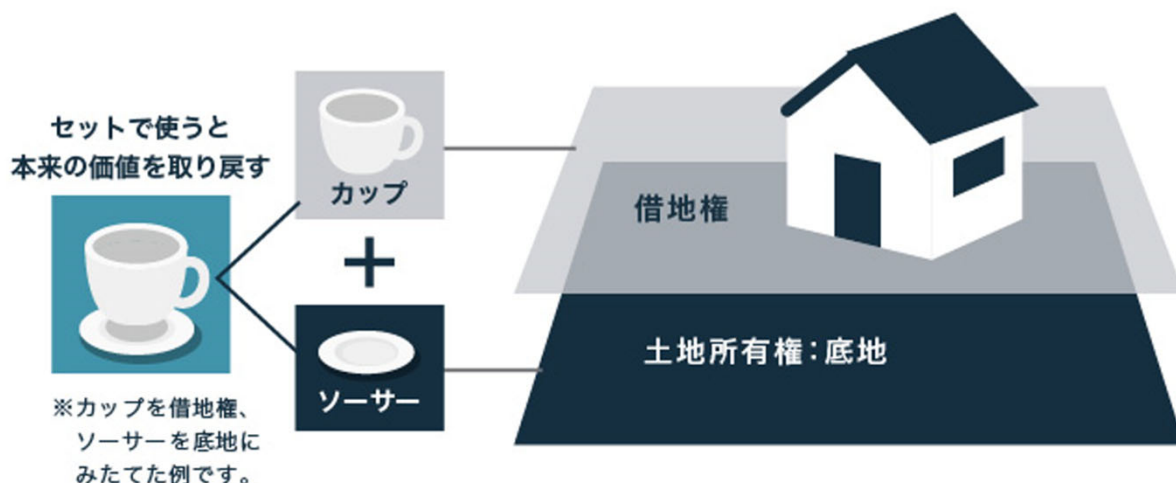 セットで使うと
本来の価値を取り戻す
カップ
+
ソーサー
※カップを借地権、
ソーサーを底地に
みたてた例です。
借地権
土地所有権:底地